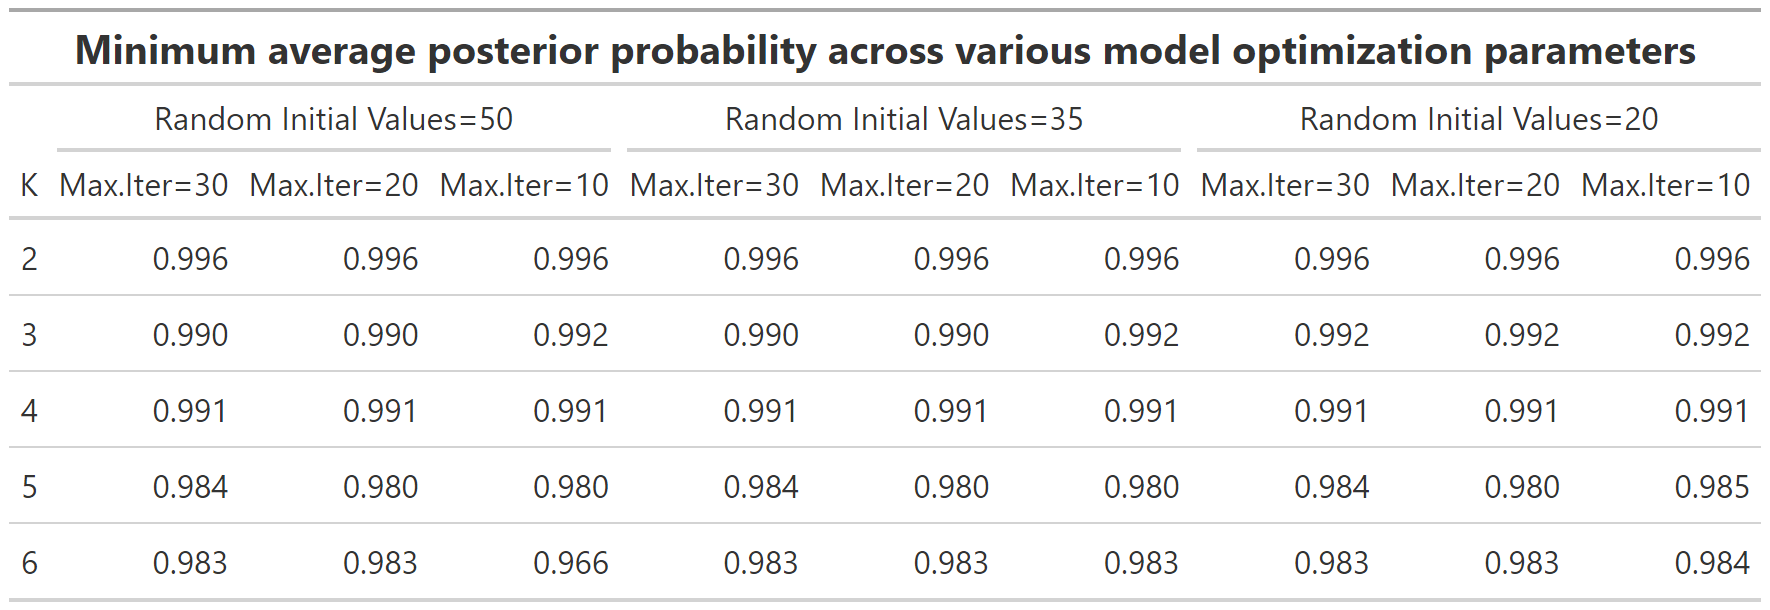 Minimum average posterior probability across various model optimization parameters
Random Initial Values=50 Random Initial Values=35 Random Initial Values=20
K Max.Iter=30 Max.Iter=20 Max.Iter=10 Max.Iter=30 Max.Iter=20 Max.Iter=10 Max.Iter=30 Max.Iter=20 Max.Iter=10
2 0.996 0.996 0.996 0.996 0.996 0.996 0.996 0.996 0.996
3 0.990 0.990 0.992 0.990 0.990 0.992 0.992 0.992 0.992
4 0.991 0.991 0.991 0.991 0.991 0.991 0.991 0.991 0.991
5 0.984 0.980 0.980 0.984 0.980 0.980 0.984 0.980 0.985
6 0.983 0.983 0.966 0.983 0.983 0.983 0.983 0.983 0.984